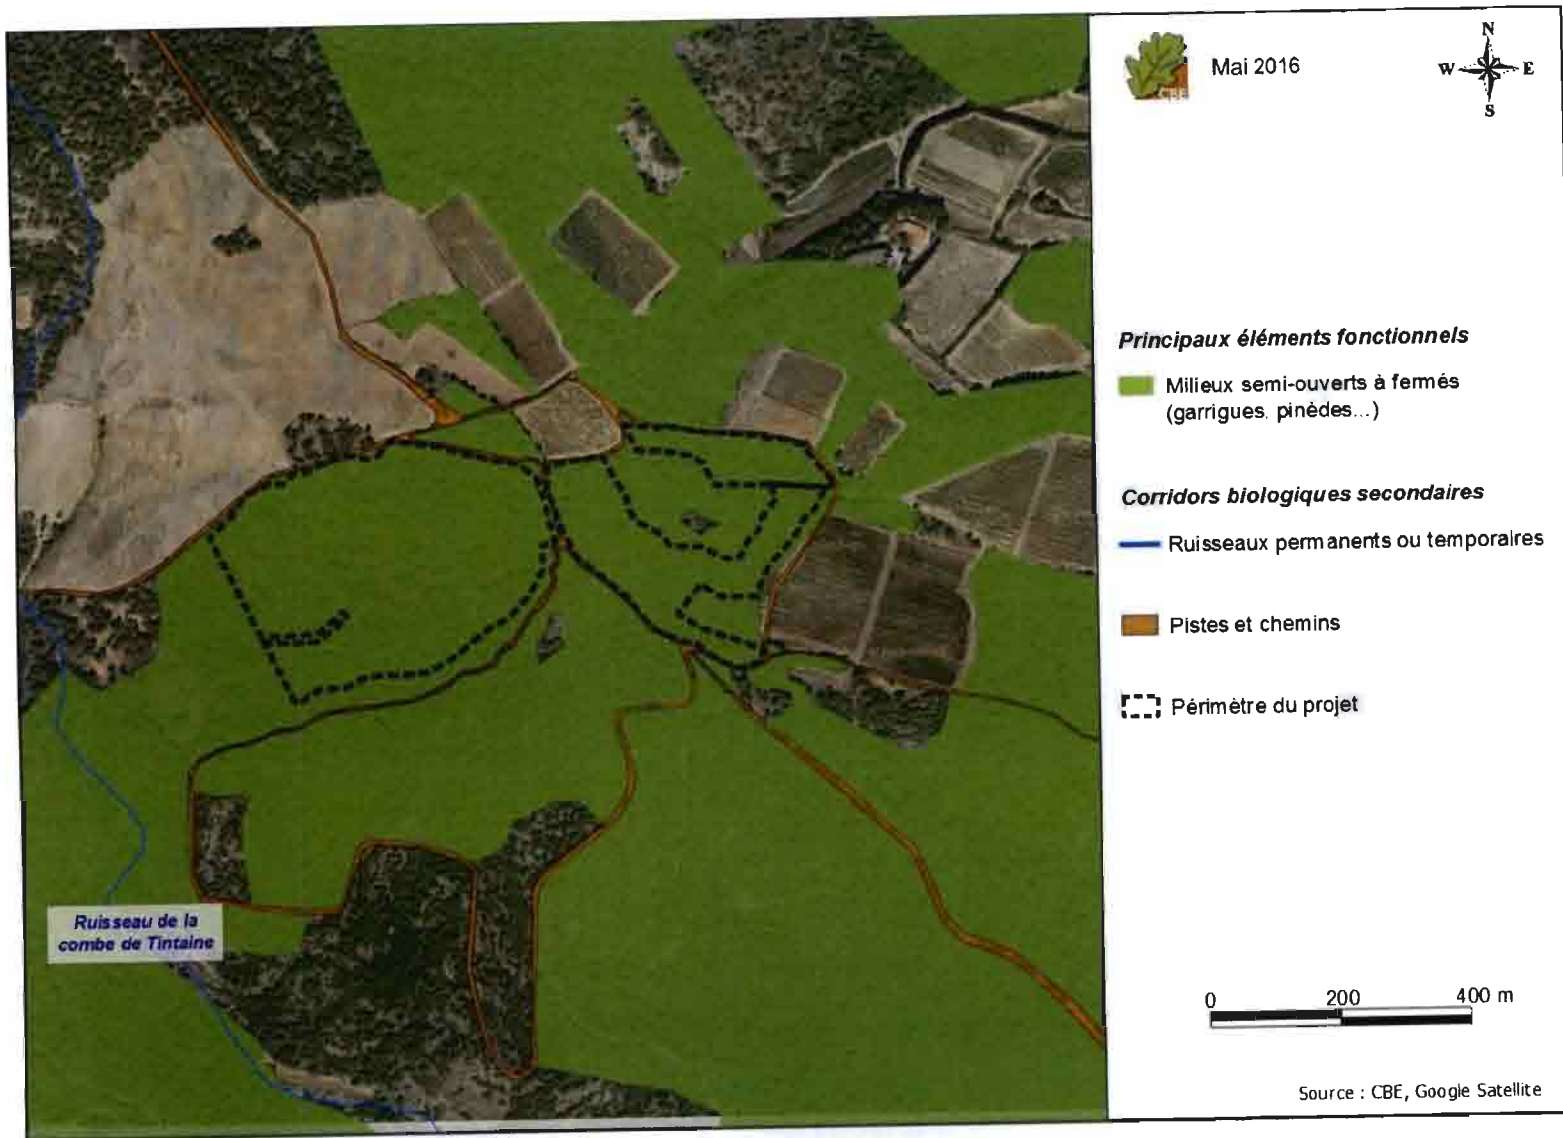 Mai 2016
N
W E
S
CBE
Principaux éléments fonctionnels
Milieux semi-ouverts à fermés
(garrigues, pinèdes...)
Corridors biologiques secondaires
Ruisseaux permanents ou temporaires
Pistes et chemins
Périmètre du projet
Ruisseau de la
combe de Tintaine
0 200 400 m
Source : CBE, Google Satellite